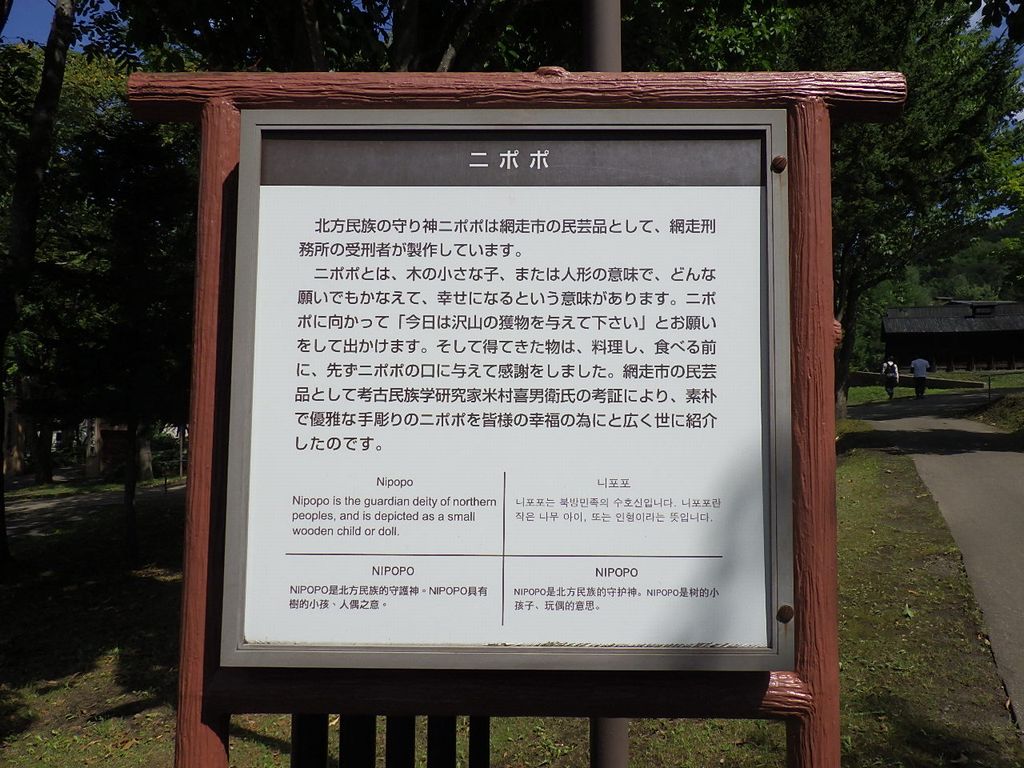 ニポポ
北方民族の守り神ニポポは網走市の民芸品として、網走刑
務所の受刑者が製作しています。
ニポポとは、木の小さな子、または人形の意味で、どんな
願いでもかなえて、幸せになるという意味があります。ニポ
ポに向かって「今日は沢山の獲物を与えて下さい」とお願い
をして出かけます。そして得てきた物は、料理し、食べる前
に、先ずニポポの口に与えて感謝をしました。網走市の民芸
品として考古民族学研究家米村喜男衛氏の考証により、素朴
で優雅な手彫りのニポポを皆様の幸福の為にと広く世に紹介
したのです。
Nipopo
Nipopo is the guardian deity of northern
peoples, and is depicted as a small
wooden child or doll.
니포포
니포포는 북방민족의 수호신입니다. 니포포란
작은 나무 아이, 또는 인형이라는 뜻입니다.
NIPOPO
NIPOPO是北方民族的守護神。NIPOPO具有
樹的小孩、人偶之意。
NIPOPO
NIPOPO是北方民族的守护神。NIPOPO是树的小
孩子、玩偶的意思。